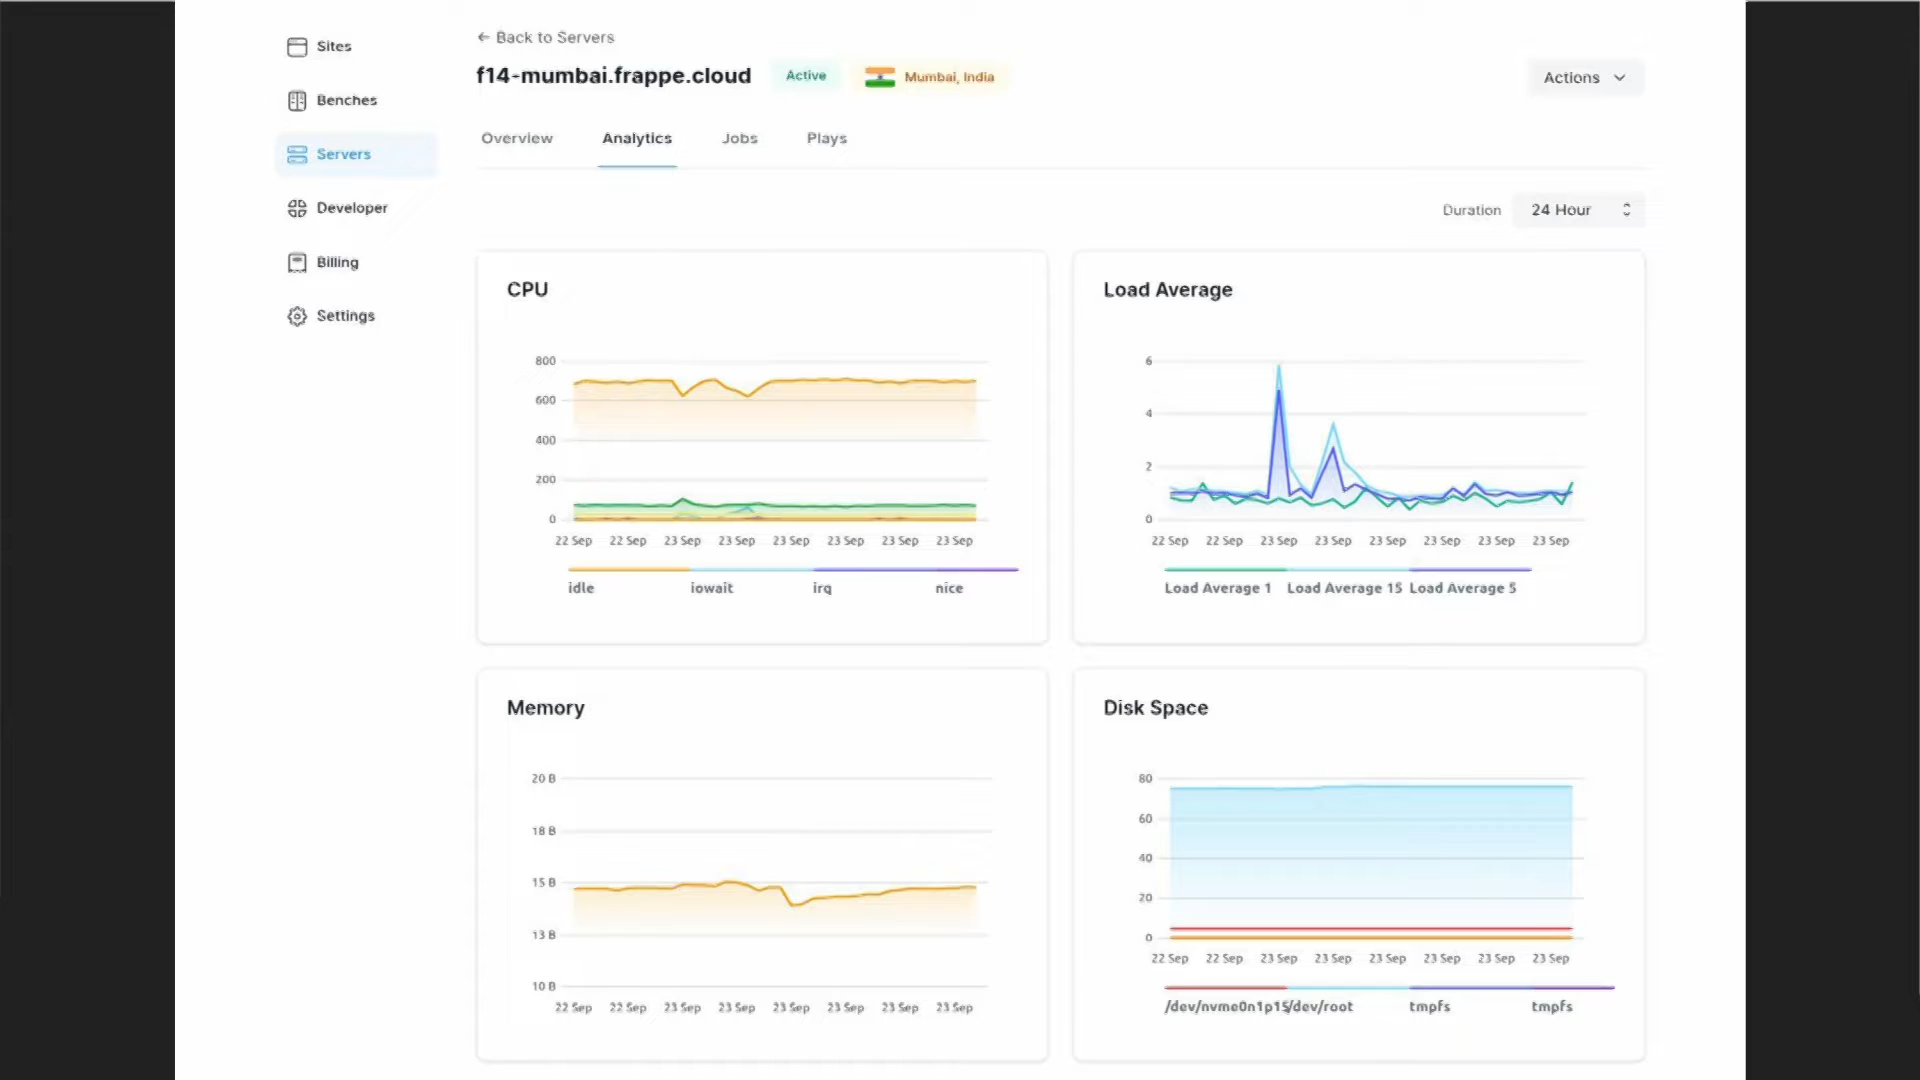 Sites
Benches
Servers
Developer
Billing
Settings
← Back to Servers
f14-mumbai.frappe.cloud Active Mumbai, India
Actions
Overview Analytics Jobs Plays
Duration 24 Hour
CPU
800
600
400
200
0
22 Sep 22 Sep 23 Sep 23 Sep 23 Sep 23 Sep 23 Sep 23 Sep
idle iowait irq nice
Load Average
6
4
2
0
22 Sep 22 Sep 23 Sep 23 Sep 23 Sep 23 Sep 23 Sep 23 Sep
Load Average 1 Load Average 15 Load Average 5
Memory
20 B
18 B
15 B
13 B
10 B
22 Sep 22 Sep 23 Sep 23 Sep 23 Sep 23 Sep 23 Sep 23 Sep
Disk Space
80
60
40
20
0
22 Sep 22 Sep 23 Sep 23 Sep 23 Sep 23 Sep 23 Sep 23 Sep
/dev/nvme0n1p15 /dev/root tmpfs tmpfs